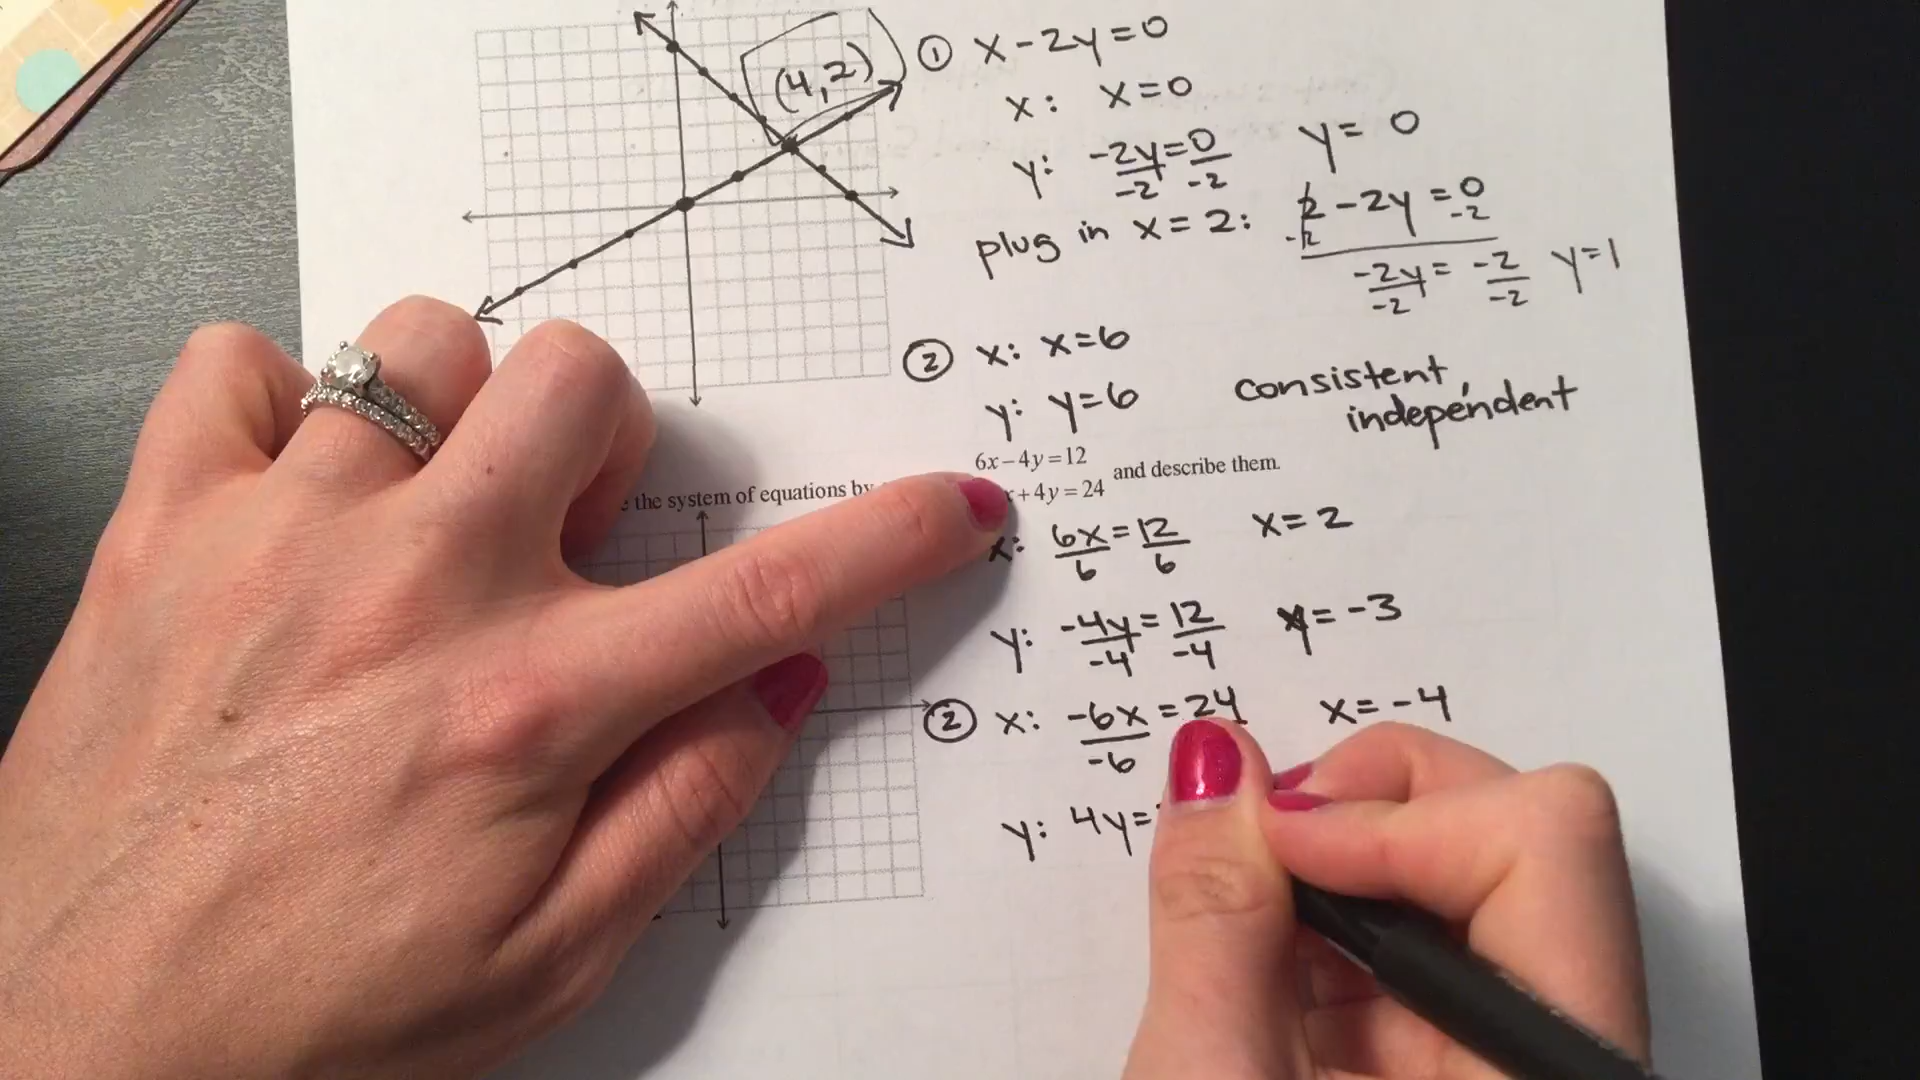 (4,2)
① x-2y=0
x: x=0
y: -2y/-2 = 0/-2 y= 0
plug in x=2: 2-2y=0
-2 -2
-2y/-2 = -2/-2 y=1
② x: x=6
y: y=6
consistent,
independent
6x-4y=12
the system of equations by
+4y=24 and describe them.
x: 6x/6 = 12/6 x=2
y: -4y/-4 = 12/-4 y= -3
② x: -6x/-6 = 24 x= -4
y: 4y=